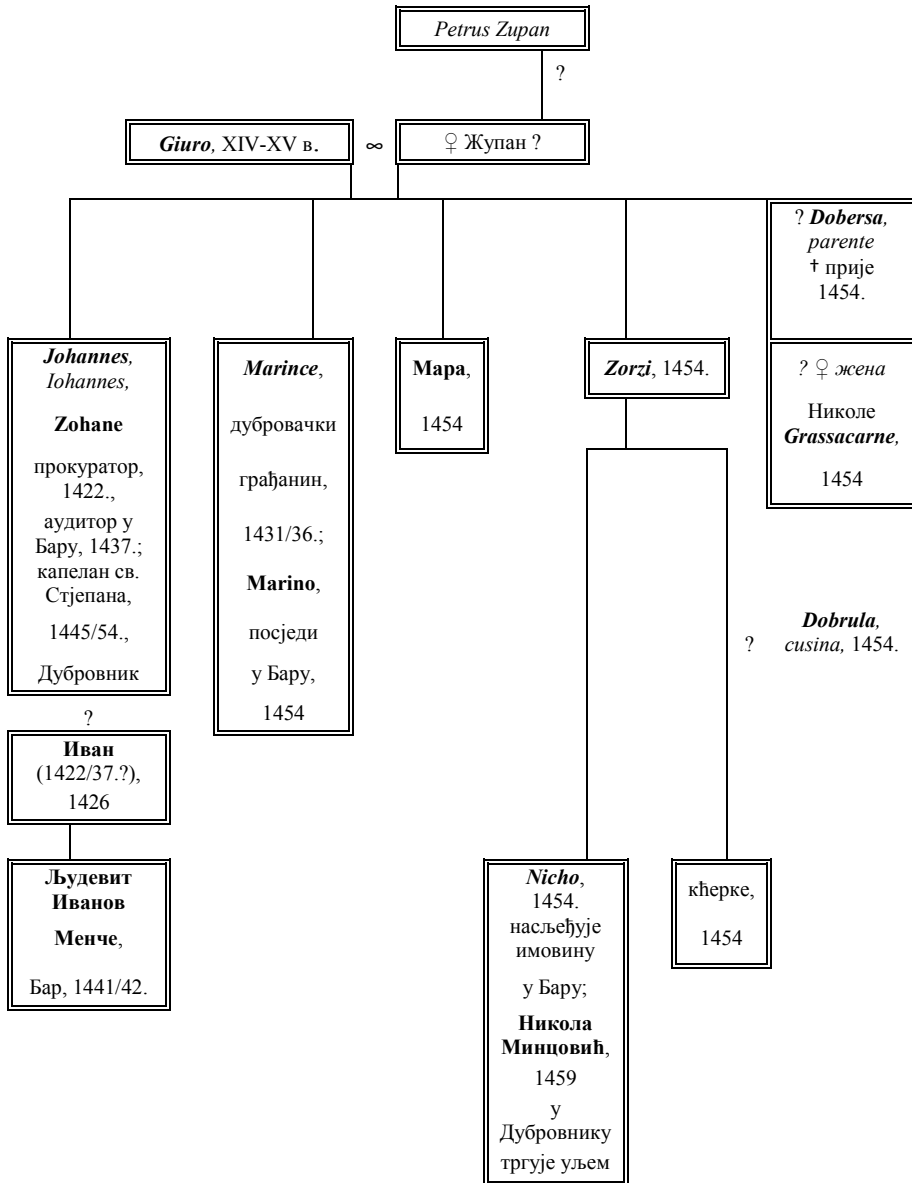 Petrus Zupan
?
Giuro, XIV-XV в.
∞
♀ Жупан ?
? Dobersa,
parente
† прије
1454.
Johannes,
Iohannes,
Zohane
прокуратор,
1422.,
аудитор у
Бару, 1437.;
капелан св.
Стјепана,
1445/54.,
Дубровник
Marince,
дубровачки
грађанин,
1431/36.;
Marino,
посједи
у Бару,
1454
Мара,
1454
Zorzi, 1454.
? ♀ жена
Николе
Grassacarne,
1454
? Dobrula,
cusina, 1454.
?
Иван
(1422/37.?),
1426
Људевит
Иванов
Менче,
Бар, 1441/42.
Nicho,
1454.
насљеђује
имовину
у Бару;
Никола
Минцовић,
1459
у
Дубровнику
тргује уљем
кћерке,
1454